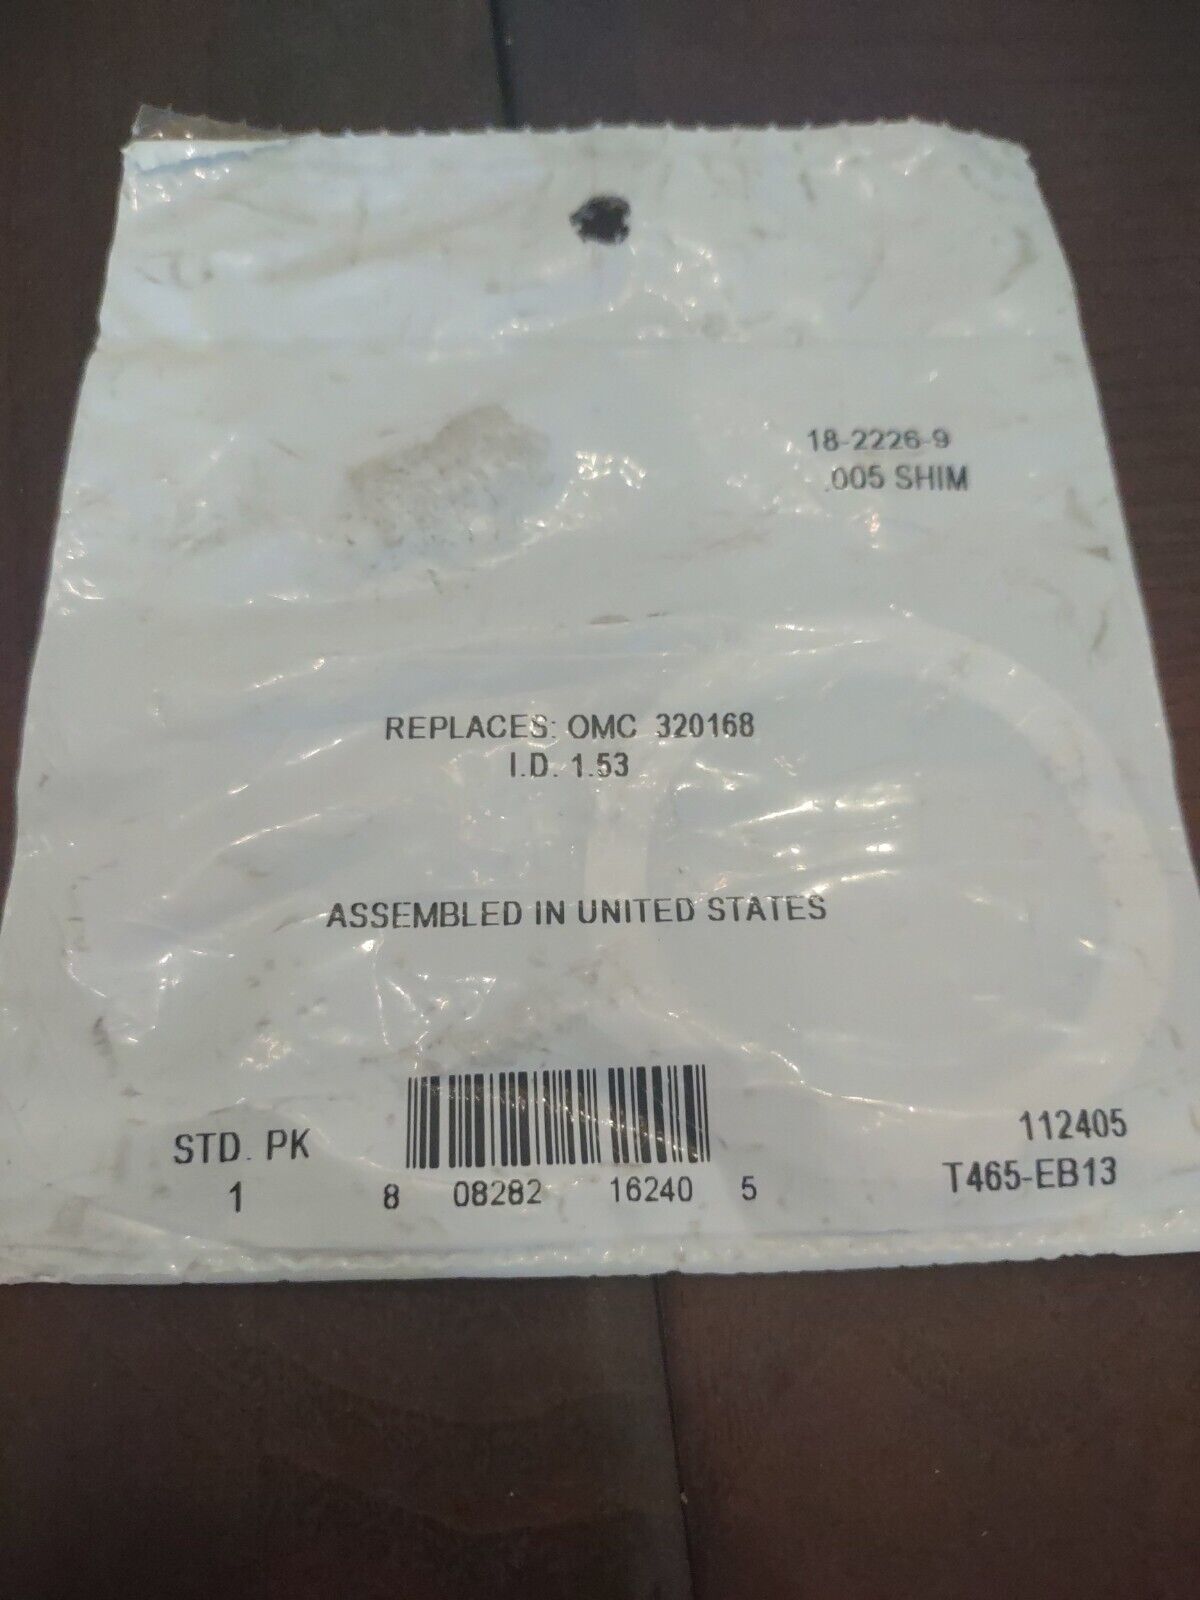 18-2226-9
.005 SHIM
REPLACES: OMC 320168
I.D. 1.53
ASSEMBLED IN UNITED STATES
STD. PK
1
8 08282 16240 5
112405
T465-EB13